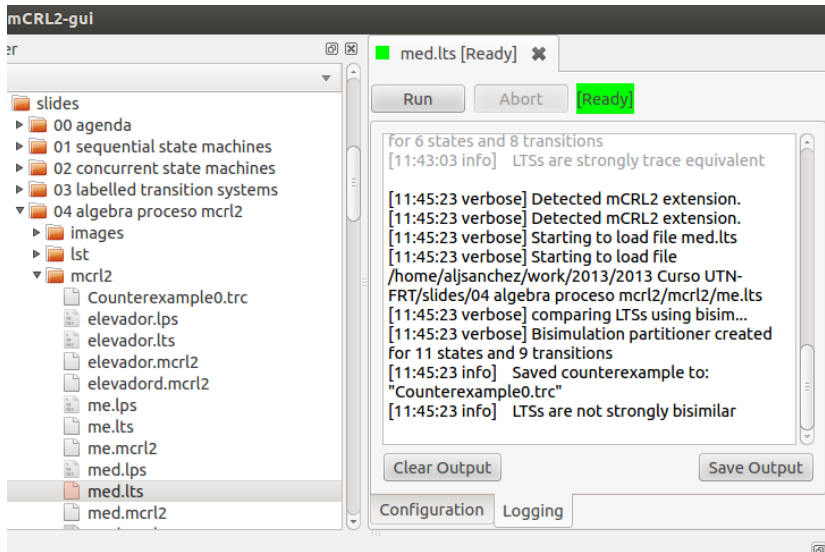 mCRL2-gui
er
slides
00 agenda
01 sequential state machines
02 concurrent state machines
03 labelled transition systems
04 algebra proceso mcrl2
images
lst
mcrl2
Counterexample0.trc
elevador.lps
elevador.lts
elevador.mcrl2
elevadord.mcrl2
me.lps
me.lts
me.mcrl2
med.lps
med.lts
med.mcrl2
med.lts [Ready]
Run Abort [Ready]
for 6 states and 8 transitions
[11:43:03 info] LTSs are strongly trace equivalent
[11:45:23 verbose] Detected mCRL2 extension.
[11:45:23 verbose] Detected mCRL2 extension.
[11:45:23 verbose] Starting to load file med.lts
[11:45:23 verbose] Starting to load file
/home/aljsanchez/work/2013/2013 Curso UTN-
FRT/slides/04 algebra proceso mcrl2/mcrl2/me.lts
[11:45:23 verbose] comparing LTSs using bisim...
[11:45:23 verbose] Bisimulation partitioner created
for 11 states and 9 transitions
[11:45:23 info] Saved counterexample to:
"Counterexample0.trc"
[11:45:23 info] LTSs are not strongly bisimilar
Clear Output Save Output
Configuration Logging